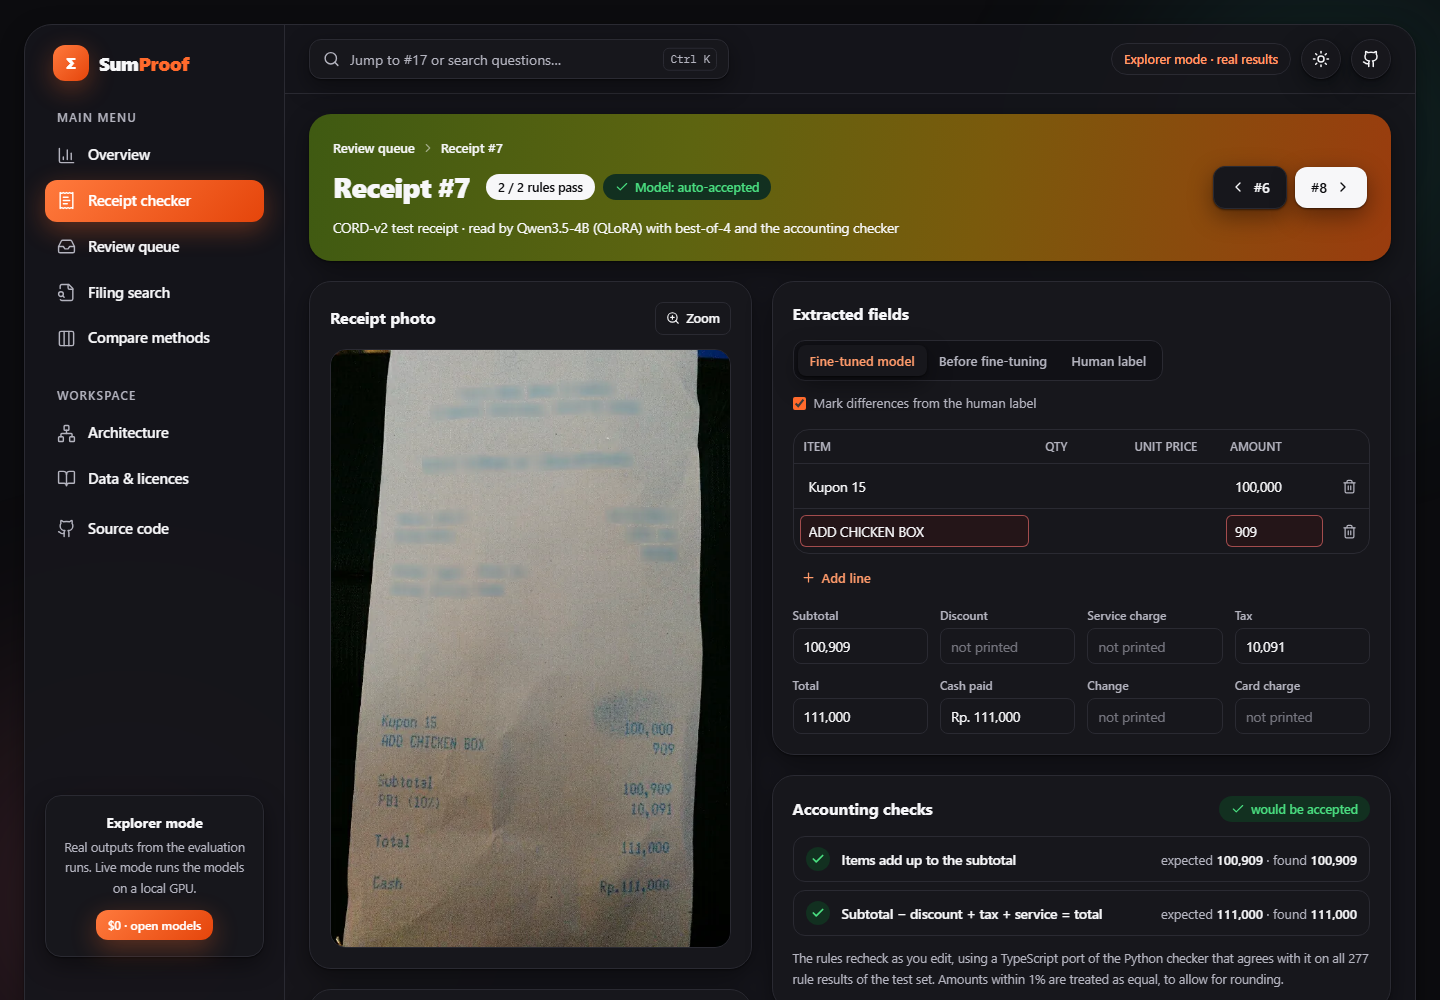 Σ SumProof
Jump to #17 or search questions...
Ctrl K
Explorer mode · real results
MAIN MENU
Overview
Receipt checker
Review queue
Filing search
Compare methods
WORKSPACE
Architecture
Data & licences
Source code
Explorer mode
Real outputs from the evaluation
runs. Live mode runs the models
on a local GPU.
$0 · open models
Review queue > Receipt #7
Receipt #7
2 / 2 rules pass
Model: auto-accepted
CORD-v2 test receipt · read by Qwen3.5-4B (QLoRA) with best-of-4 and the accounting checker
#6
#8
Receipt photo
Zoom
Kupon 15 100,000
ADD CHICKEN BOX 909
Subtotal 100,909
PB1 (10%) 10,091
Total 111,000
Cash Rp.111,000
Extracted fields
Fine-tuned model Before fine-tuning Human label
Mark differences from the human label
ITEM QTY UNIT PRICE AMOUNT
Kupon 15 100,000
ADD CHICKEN BOX 909
+ Add line
Subtotal Discount Service charge Tax
100,909 not printed not printed 10,091
Total Cash paid Change Card charge
111,000 Rp. 111,000 not printed not printed
Accounting checks
would be accepted
Items add up to the subtotal expected 100,909 · found 100,909
Subtotal − discount + tax + service = total expected 111,000 · found 111,000
The rules recheck as you edit, using a TypeScript port of the Python checker that agrees with it on all 277
rule results of the test set. Amounts within 1% are treated as equal, to allow for rounding.